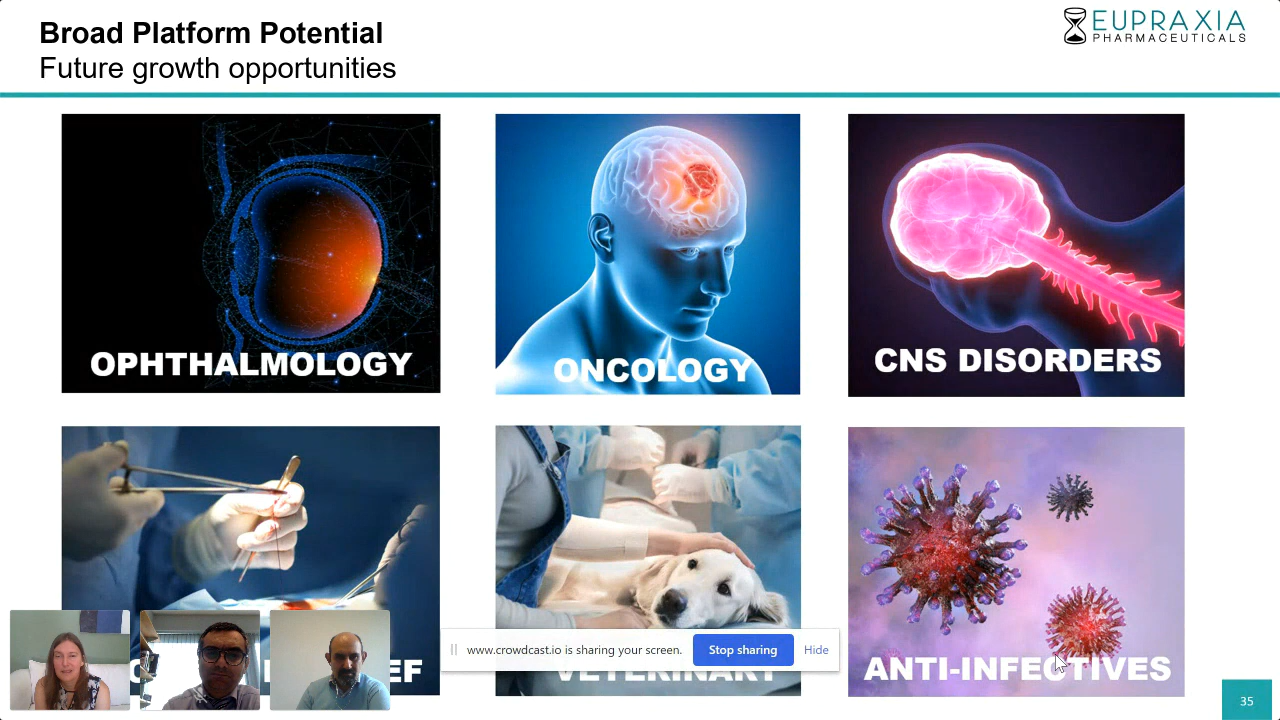 Broad Platform Potential
Future growth opportunities
EUPRAXIA
PHARMACEUTICALS
OPHTHALMOLOGY
ONCOLOGY
CNS DISORDERS
www.crowdcast.io is sharing your screen.
Stop sharing
Hide
VETERINARY
ANTI-INFECTIVES
35